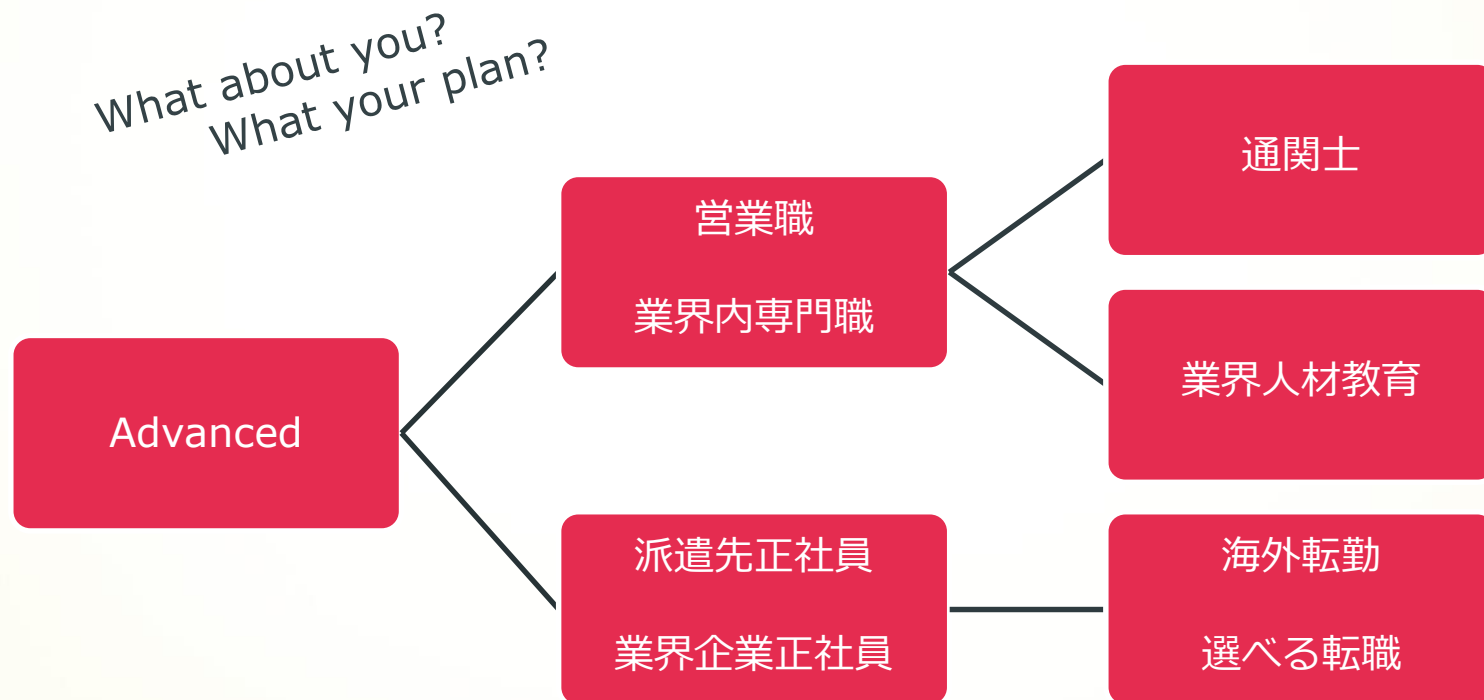 What about you?
What your plan?
Advanced
営業職
業界内専門職
派遣先正社員
業界企業正社員
通関士
業界人材教育
海外転勤
選べる転職